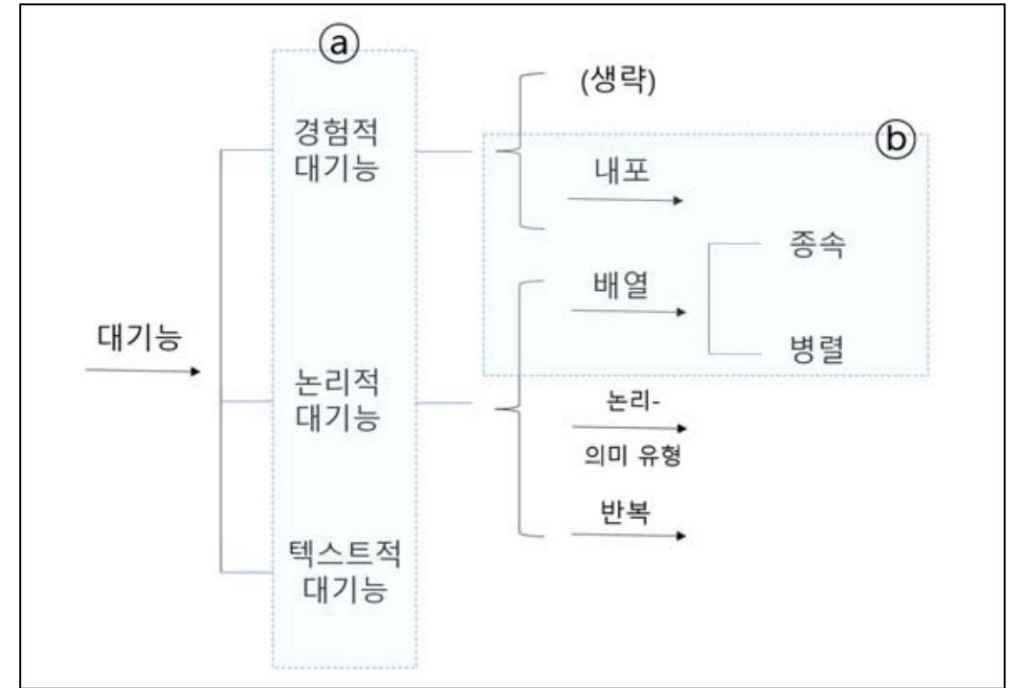 ⓐ
(생략)
ⓑ
경험적
대기능
내포
종속
배열
대기능
병렬
논리적
대기능
논리-
의미 유형
반복
텍스트적
대기능